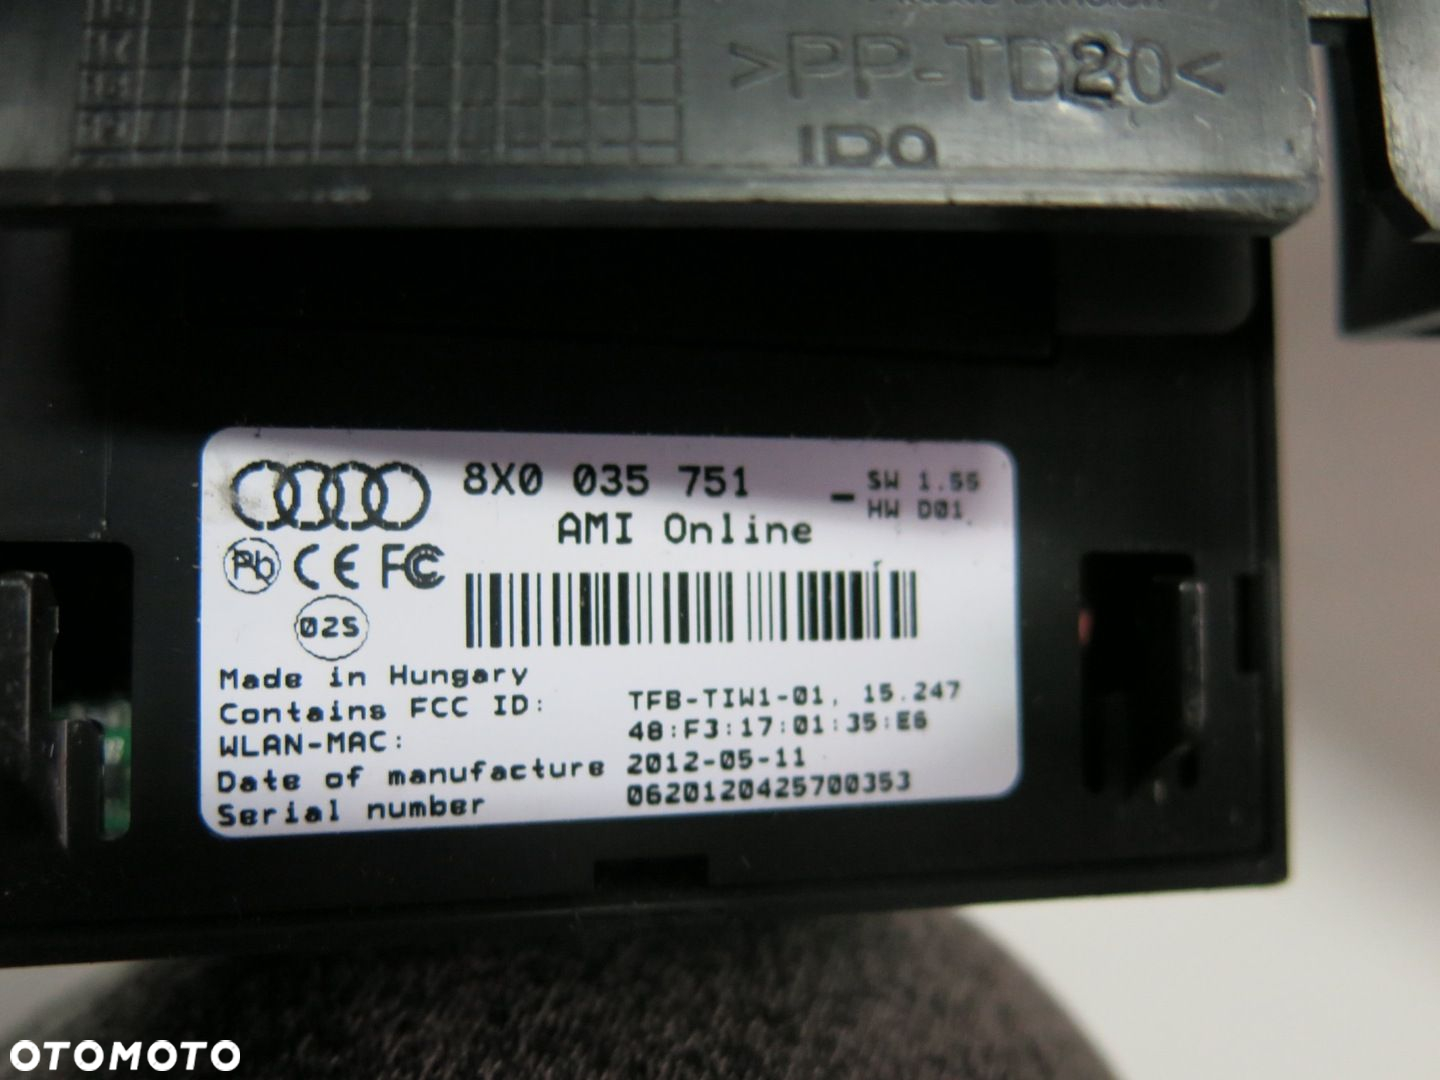 >PP-TD20<
8X0 035 751
SW 1.55
HW D01
AMI Online
Pb CE FC
02S
Made in Hungary
Contains FCC ID: TFB-TIW1-01, 15.247
WLAN-MAC: 48:F3:17:01:35:E6
Date of manufacture 2012-05-11
Serial number 0620120425700353
OTOMOTO